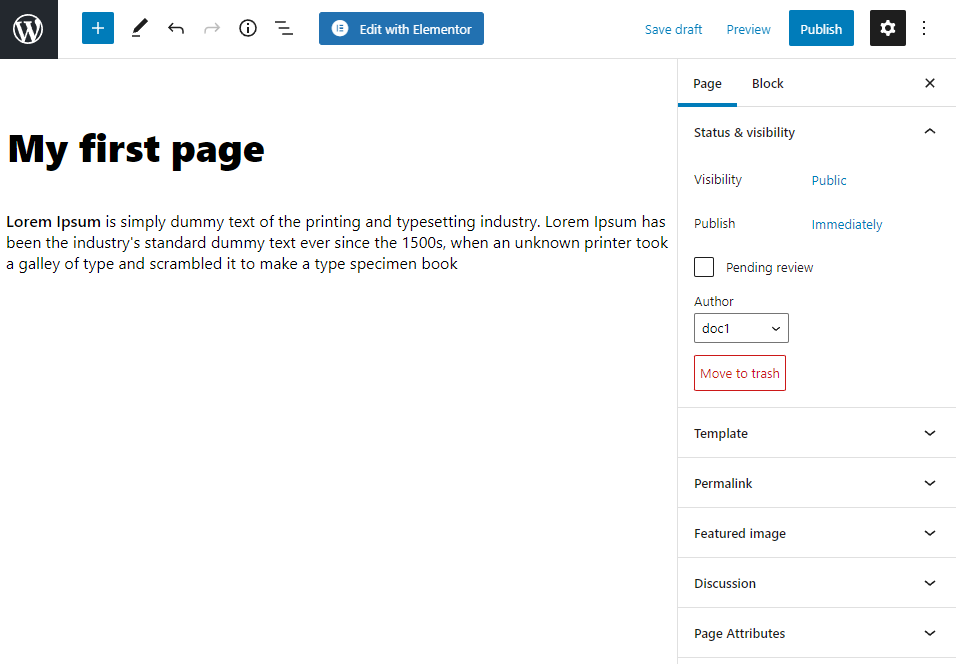 Edit with Elementor
Save draft
Preview
Publish
Page
Block
My first page
Lorem Ipsum is simply dummy text of the printing and typesetting industry. Lorem Ipsum has
been the industry's standard dummy text ever since the 1500s, when an unknown printer took
a galley of type and scrambled it to make a type specimen book
Status & visibility
Visibility
Public
Publish
Immediately
Pending review
Author
doc1
Move to trash
Template
Permalink
Featured image
Discussion
Page Attributes